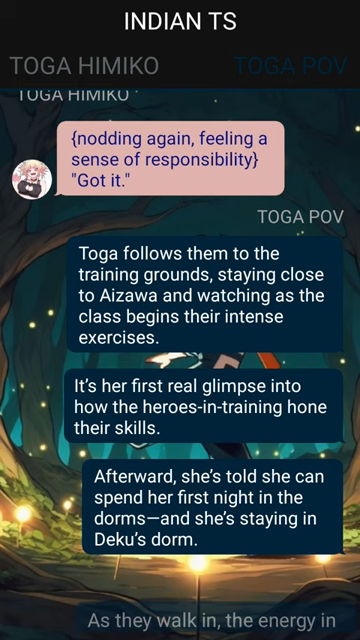 INDIAN TS
TOGA HIMIKO
TOGA POV
TOGA HIMIKO
{nodding again, feeling a
sense of responsibility}
"Got it."
TOGA POV
Toga follows them to the
training grounds, staying close
to Aizawa and watching as the
class begins their intense
exercises.
It's her first real glimpse into
how the heroes-in-training hone
their skills.
Afterward, she's told she can
spend her first night in the
dorms—and she's staying in
Deku's dorm.
As they walk in, the energy in